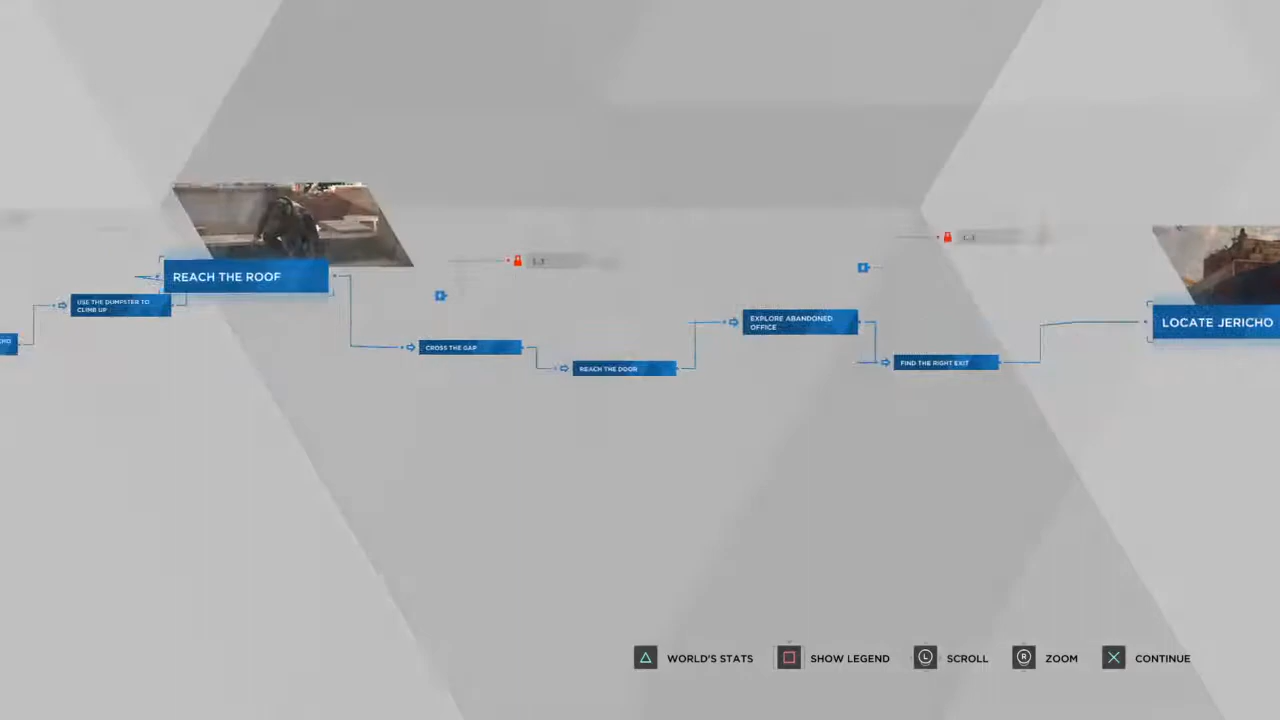 REACH THE ROOF
USE THE DUMPSTER TO
CLIMB UP
CROSS THE GAP
REACH THE DOOR
EXPLORE ABANDONED
OFFICE
FIND THE RIGHT EXIT
LOCATE JERICHO
WORLD'S STATS
SHOW LEGEND
L
SCROLL
R
ZOOM
CONTINUE